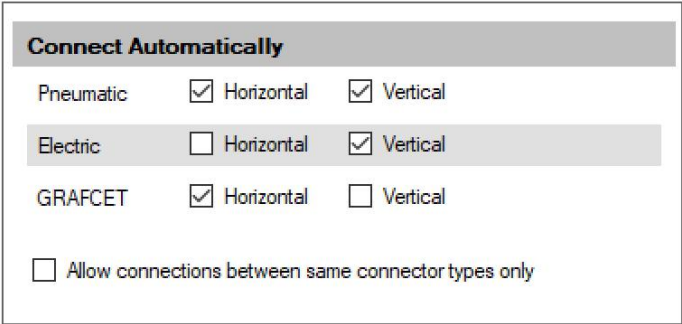 Connect Automatically
Pneumatic Horizontal Vertical
Electric Horizontal Vertical
GRAFCET Horizontal Vertical
Allow connections between same connector types only